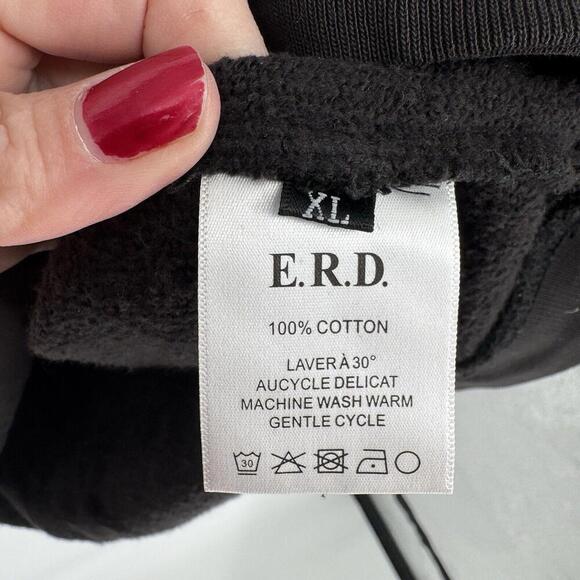 XL
E.R.D.
100% COTTON
LAVER À 30°
AUCYCLE DELICAT
MACHINE WASH WARM
GENTLE CYCLE
30